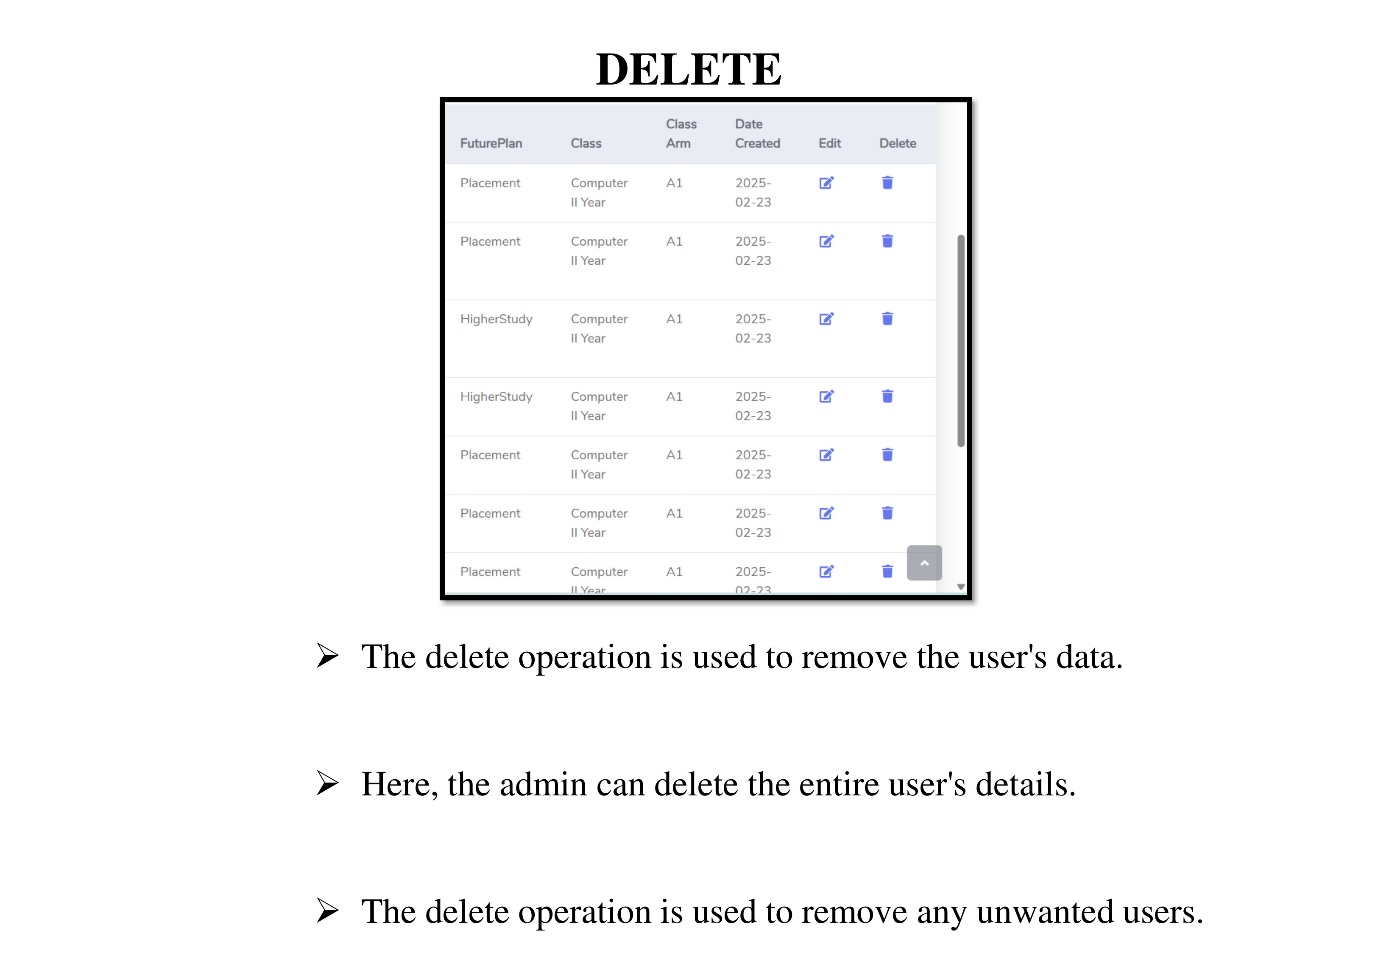 DELETE
FuturePlan Class Class Arm Date Created Edit Delete
Placement Computer II Year A1 2025-02-23
Placement Computer II Year A1 2025-02-23
HigherStudy Computer II Year A1 2025-02-23
HigherStudy Computer II Year A1 2025-02-23
Placement Computer II Year A1 2025-02-23
Placement Computer II Year A1 2025-02-23
Placement Computer II Year A1 2025-02-23
➢ The delete operation is used to remove the user's data.
➢ Here, the admin can delete the entire user's details.
➢ The delete operation is used to remove any unwanted users.